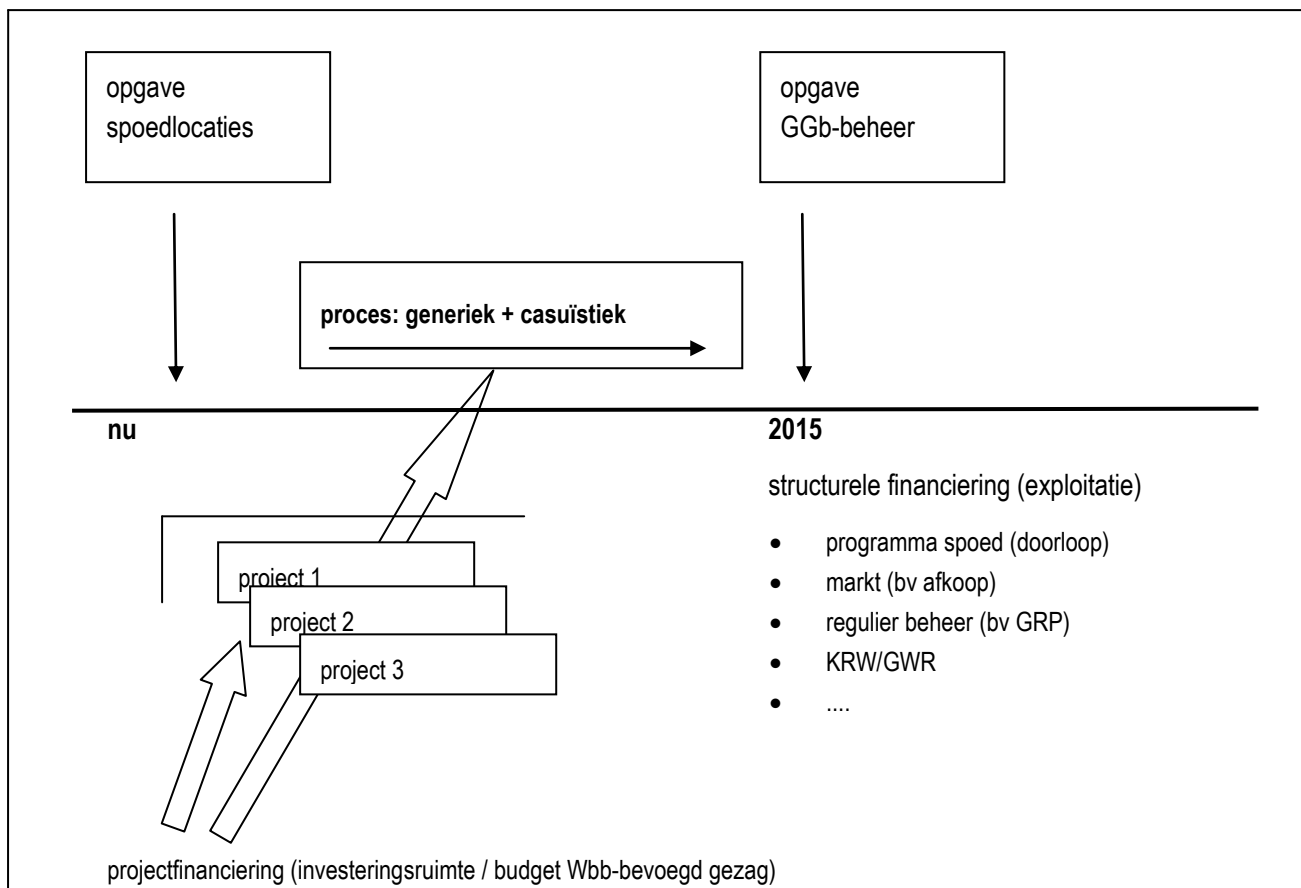 opgave
spoedlocaties
opgave
GGb-beheer
proces: generiek + casuïstiek
nu
2015
structurele financiering (exploitatie)
• programma spoed (doorloop)
• markt (bv afkoop)
• regulier beheer (bv GRP)
• KRW/GWR
• ....
project 1
project 2
project 3
projectfinanciering (investeringsruimte / budget Wbb-bevoegd gezag)